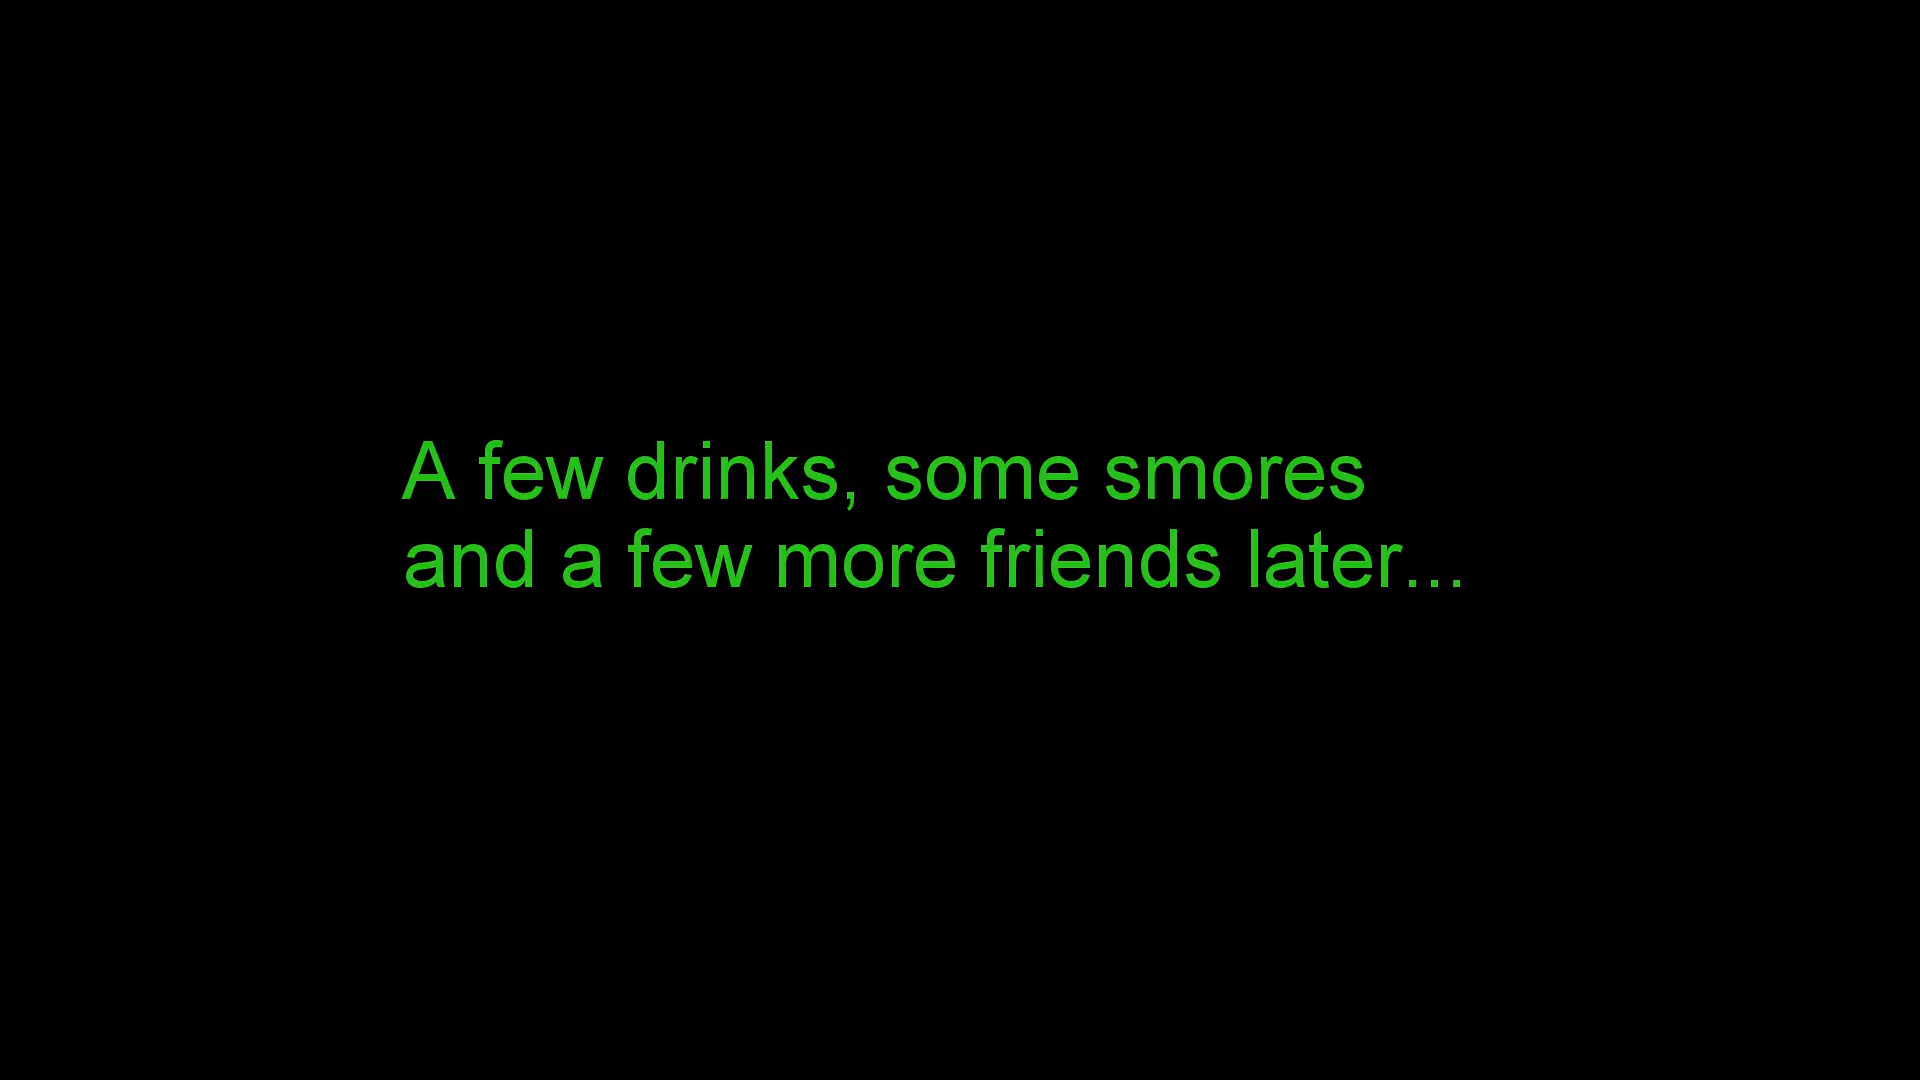 A few drinks, some smores
and a few more friends later...